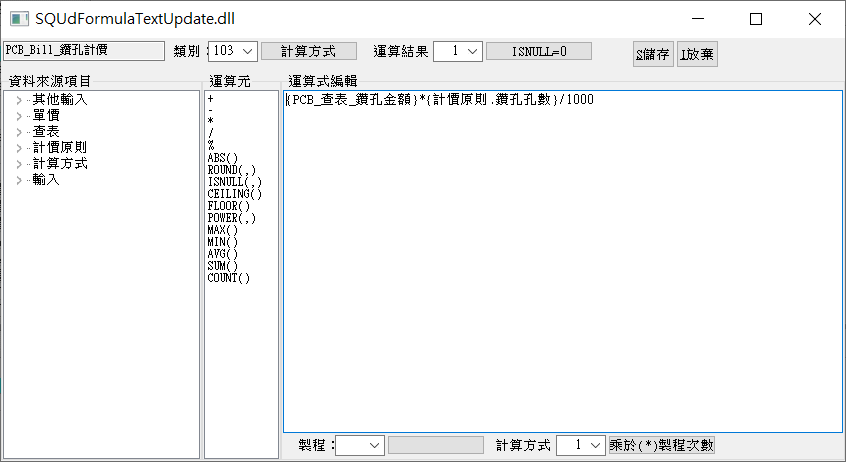 SQUdFormulaTextUpdate.dll
PCB_Bill_鑽孔計價 類別: 103 計算方式 運算結果 1 ISNULL=0 S儲存 I放棄
資料來源項目 運算元 運算式編輯
其他輸入
單價
查表
計價原則
計算方式
輸入
+
-
*
/
%
ABS()
ROUND(,)
ISNULL(,)
CEILING()
FLOOR()
POWER(,)
MAX()
MIN()
AVG()
SUM()
COUNT()
{PCB_查表_鑽孔金額}*{計價原則.鑽孔孔數}/1000
製程: 計算方式 1 乘於(*)製程次數